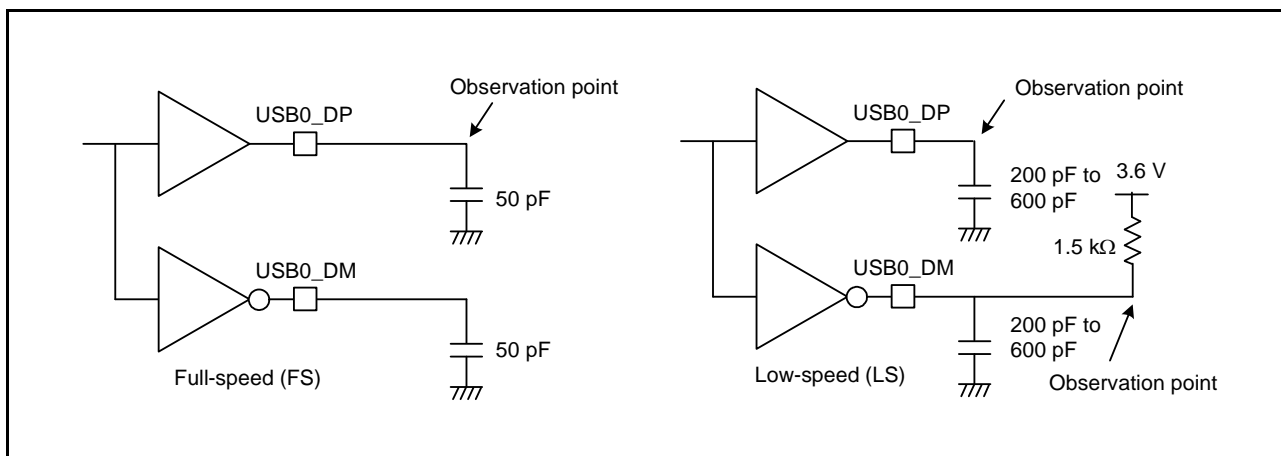 Observation point
USB0_DP
50 pF
USB0_DM
50 pF
Full-speed (FS)
Observation point
USB0_DP
200 pF to
600 pF
3.6 V
1.5 kΩ
USB0_DM
200 pF to
600 pF
Observation point
Low-speed (LS)